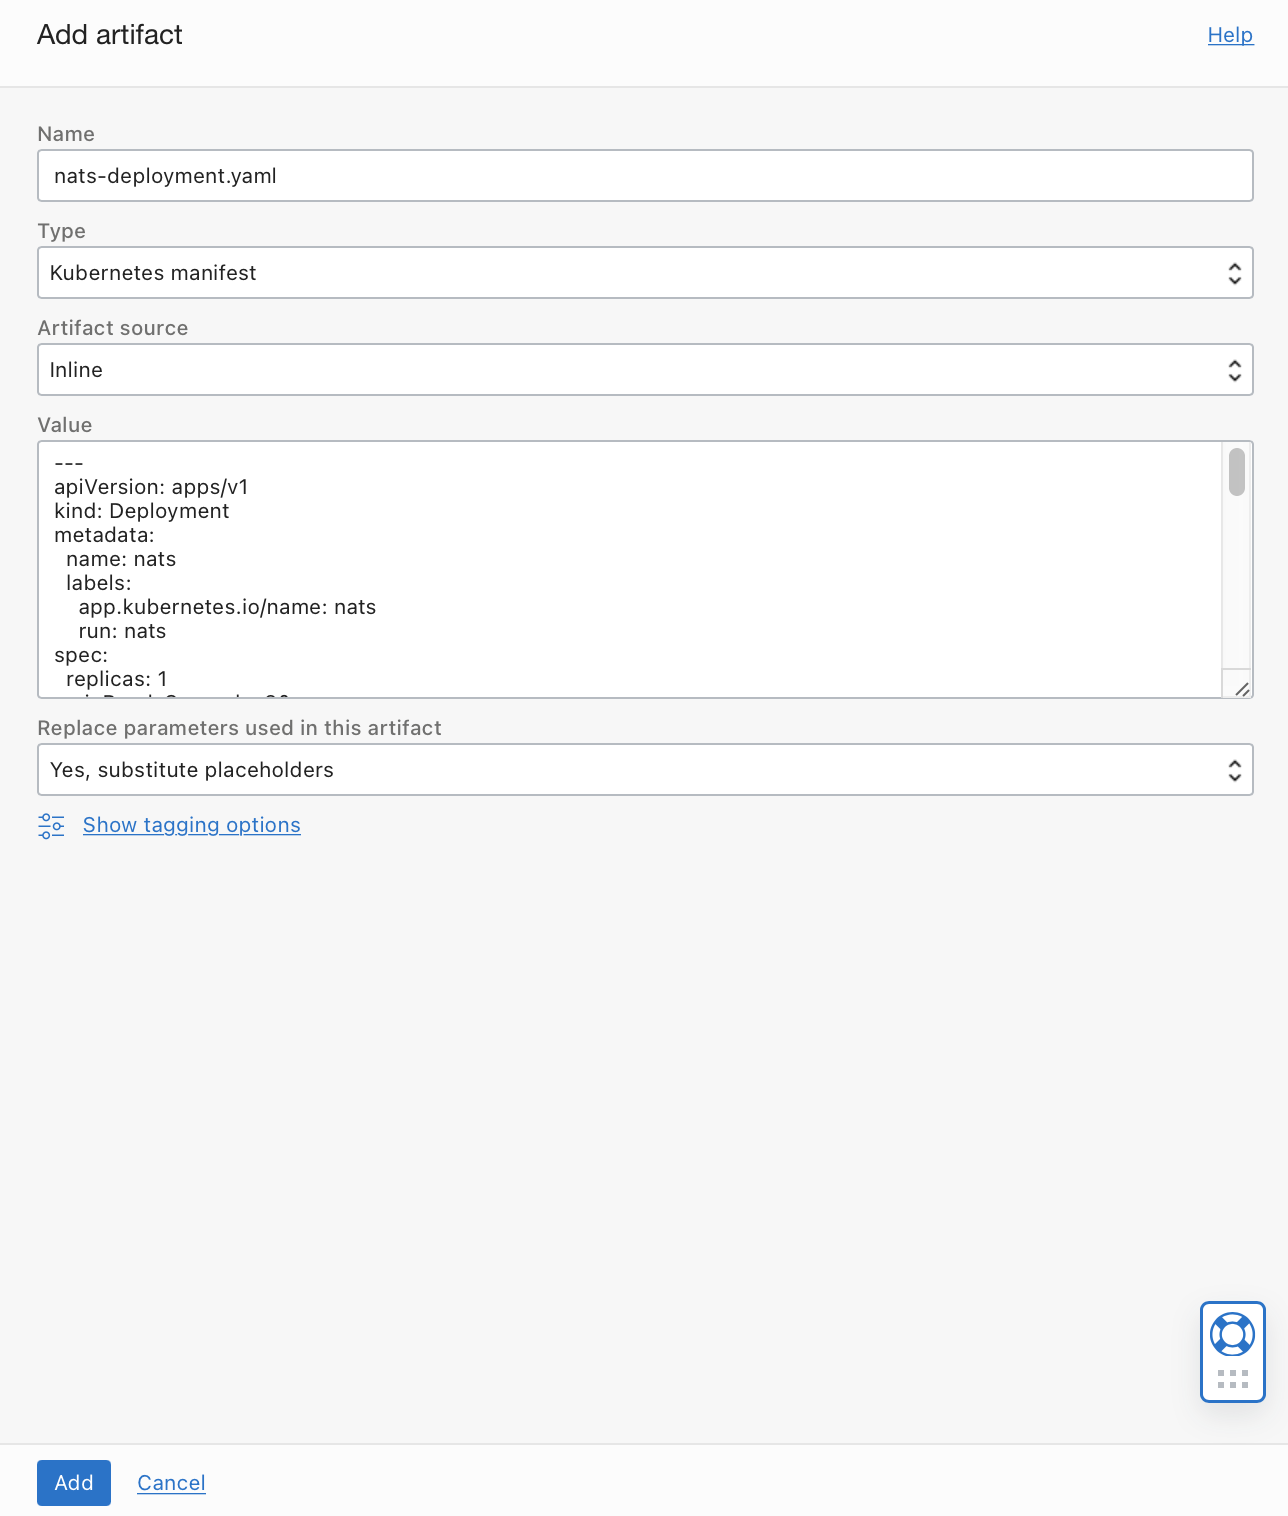 Add artifact
Help
Name
nats-deployment.yaml
Type
Kubernetes manifest
Artifact source
Inline
Value
---
apiVersion: apps/v1
kind: Deployment
metadata:
  name: nats
  labels:
    app.kubernetes.io/name: nats
    run: nats
spec:
  replicas: 1
Replace parameters used in this artifact
Yes, substitute placeholders
Show tagging options
Add
Cancel